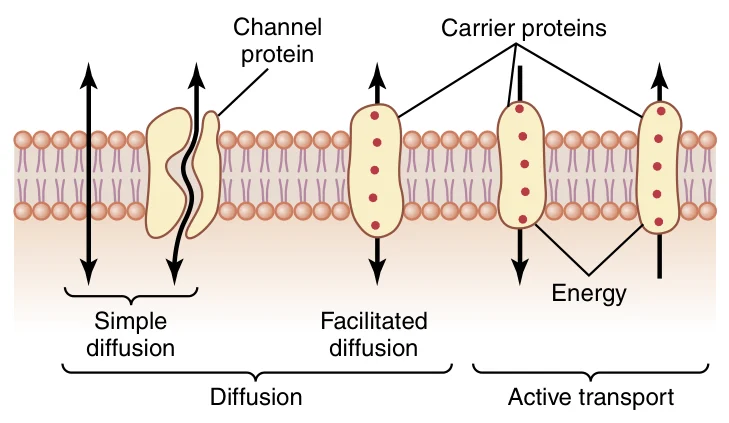 Channel
protein
Carrier proteins
Energy
Simple
diffusion
Facilitated
diffusion
Diffusion
Active transport